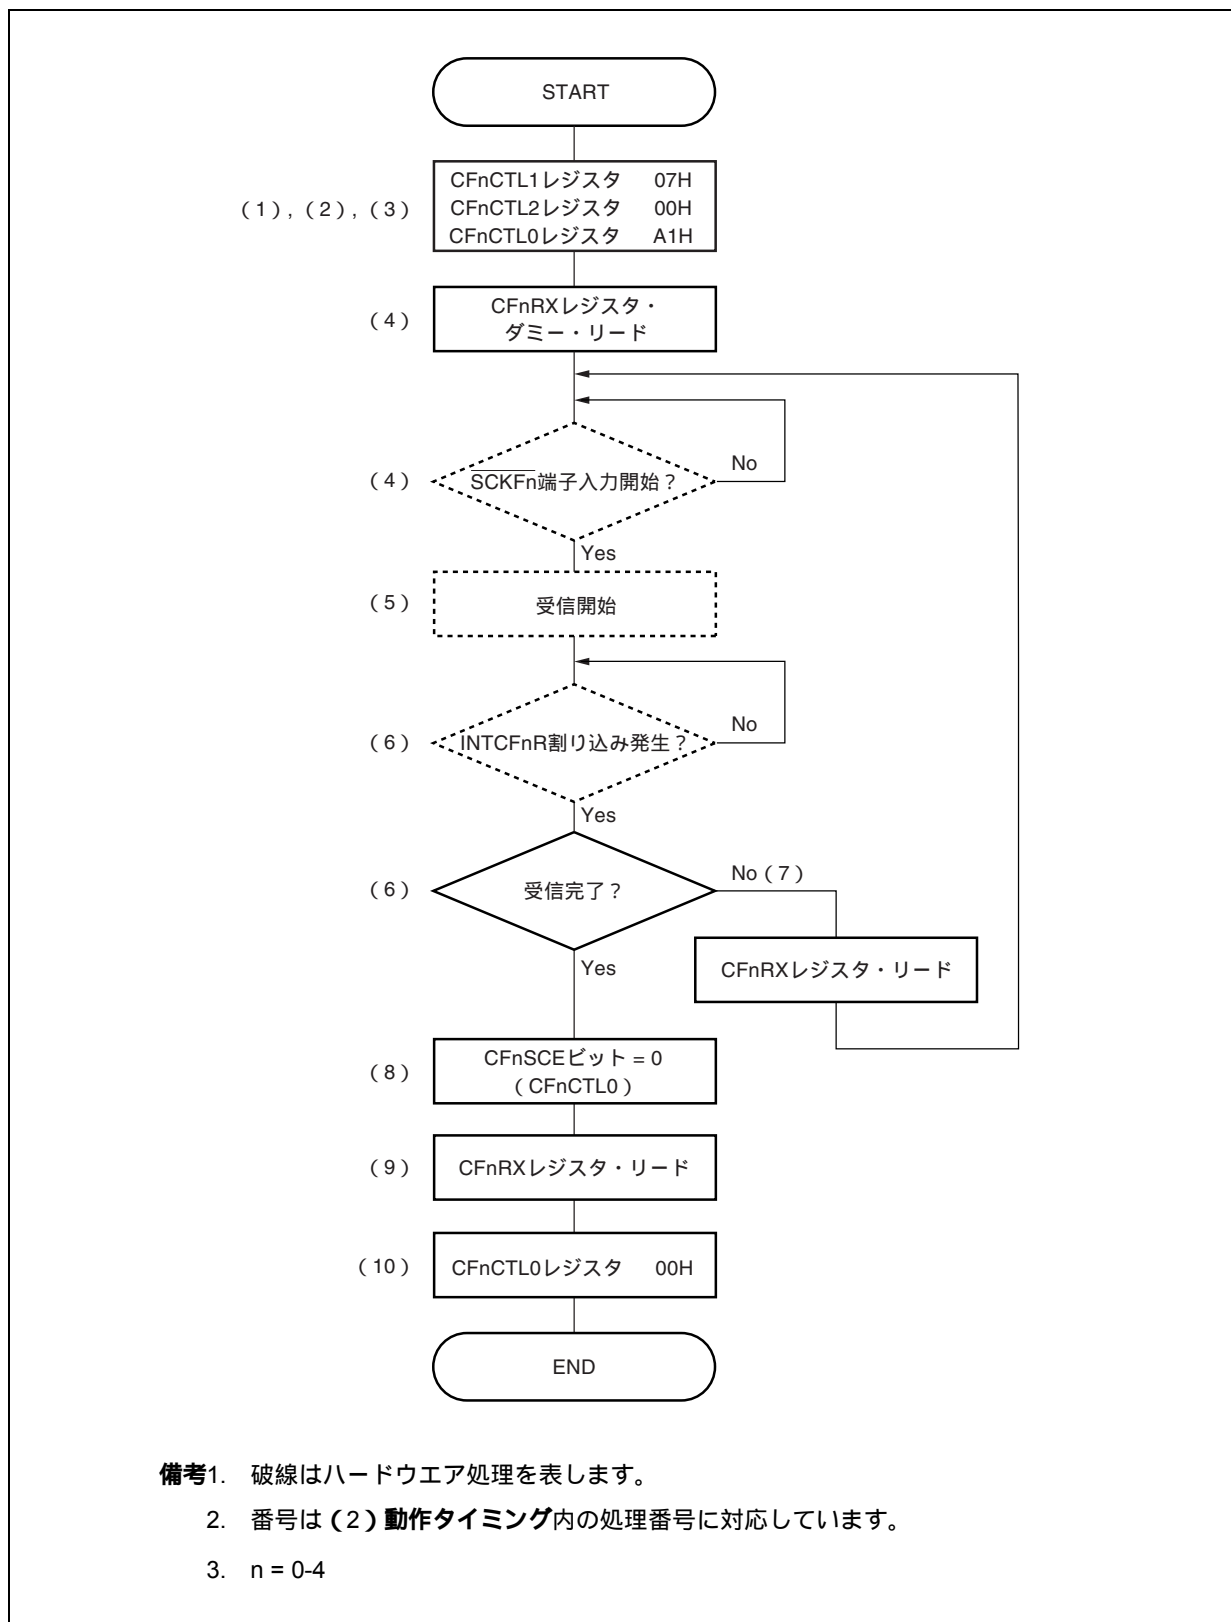 START
(1),(2),(3)
CFnCTL1レジスタ 07H
CFnCTL2レジスタ 00H
CFnCTL0レジスタ A1H
(4)
CFnRXレジスタ・
ダミー・リード
(4)
SCKFn端子入力開始?
No
Yes
(5)
受信開始
(6)
INTCFnR割り込み発生?
No
Yes
(6)
受信完了?
No(7)
CFnRXレジスタ・リード
Yes
(8)
CFnSCEビット = 0
(CFnCTL0)
(9)
CFnRXレジスタ・リード
(10)
CFnCTL0レジスタ 00H
END
備考1. 破線はハードウエア処理を表します。
2. 番号は(2)動作タイミング内の処理番号に対応しています。
3. n = 0-4